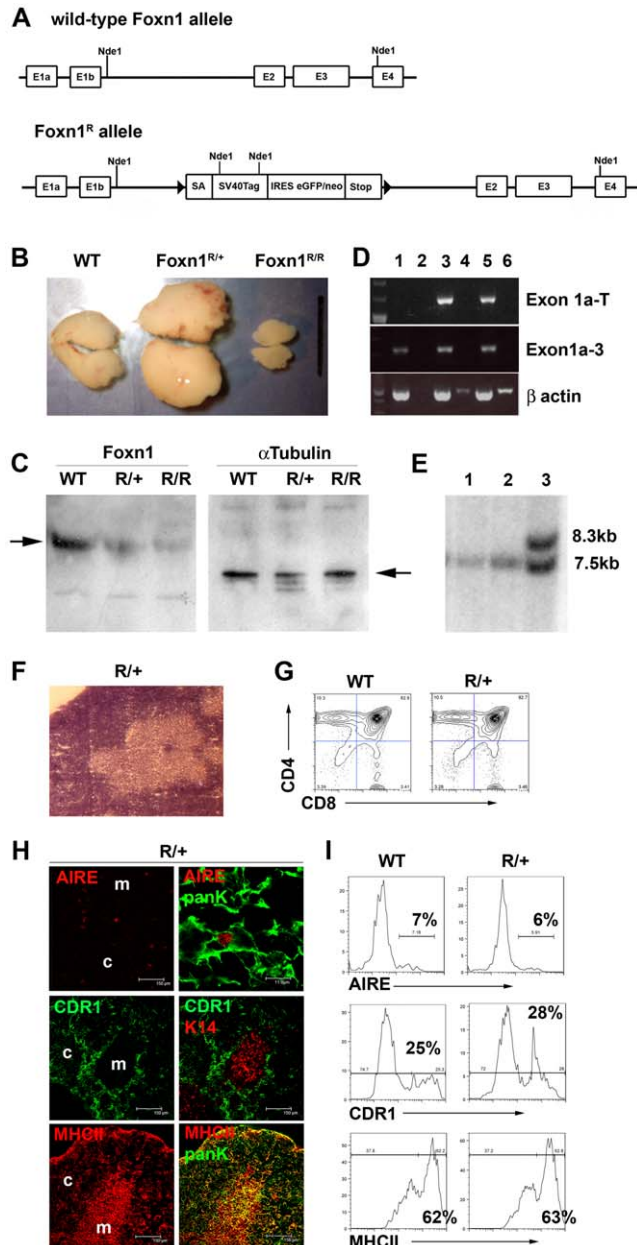 A
wild-type Foxn1 allele
Nde1 Nde1
E1a E1b E2 E3 E4
Foxn1R allele
Nde1 Nde1 Nde1 Nde1
E1a E1b SA SV40Tag IRES eGFP/neo Stop E2 E3 E4
B
WT Foxn1R/+ Foxn1R/R
D
1 2 3 4 5 6
Exon 1a-T
Exon1a-3
β actin
C
Foxn1 αTubulin
WT R/+ R/R WT R/+ R/R
E
1 2 3
8.3kb
7.5kb
F
R/+
G
WT R/+
CD4
CD8
H
R/+
AIRE m c
AIRE panK
CDR1 c m
CDR1 K14
MHCII c m
MHCII panK
I
WT R/+
7% 6%
AIRE
25% 28%
CDR1
62% 63%
MHCII